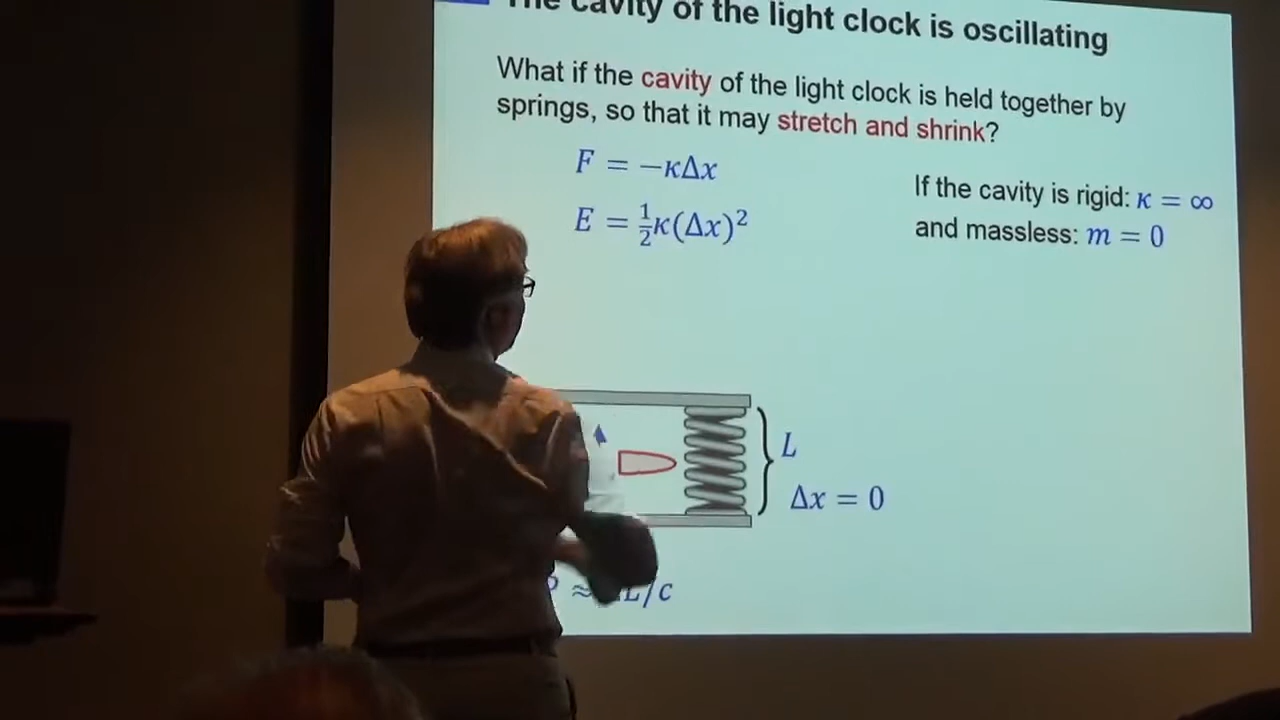 The cavity of the light clock is oscillating
What if the cavity of the light clock is held together by
springs, so that it may stretch and shrink?
F = −κΔx
E = ½κ(Δx)²
If the cavity is rigid: κ = ∞
and massless: m = 0
L
Δx = 0
≈ L/c